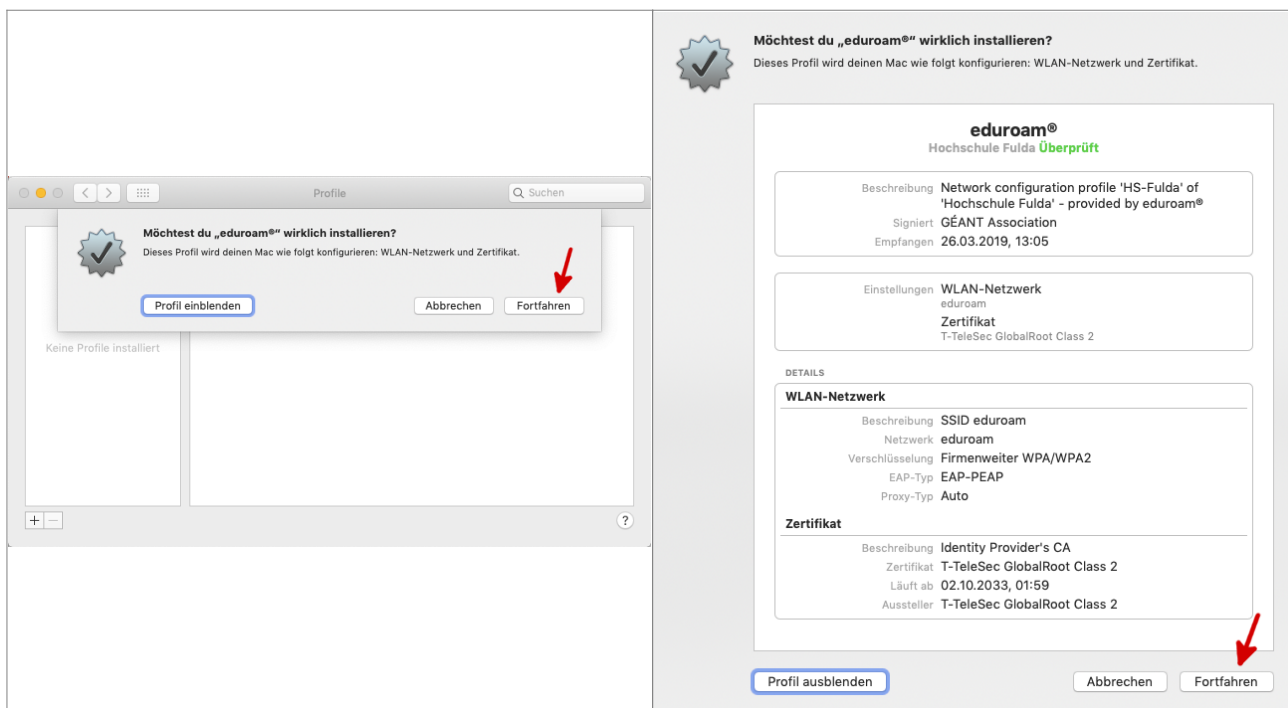 Profile
Suchen
Möchtest du „eduroam®“ wirklich installieren?
Dieses Profil wird deinen Mac wie folgt konfigurieren: WLAN-Netzwerk und Zertifikat.
Profil einblenden
Abbrechen
Fortfahren
Keine Profile installiert
+
−
?
Möchtest du „eduroam®“ wirklich installieren?
Dieses Profil wird deinen Mac wie folgt konfigurieren: WLAN-Netzwerk und Zertifikat.
eduroam®
Hochschule Fulda Überprüft
Beschreibung Network configuration profile 'HS-Fulda' of
'Hochschule Fulda' - provided by eduroam®
Signiert GÉANT Association
Empfangen 26.03.2019, 13:05
Einstellungen WLAN-Netzwerk
eduroam
Zertifikat
T-TeleSec GlobalRoot Class 2
DETAILS
WLAN-Netzwerk
Beschreibung SSID eduroam
Netzwerk eduroam
Verschlüsselung Firmenweiter WPA/WPA2
EAP-Typ EAP-PEAP
Proxy-Typ Auto
Zertifikat
Beschreibung Identity Provider's CA
Zertifikat T-TeleSec GlobalRoot Class 2
Läuft ab 02.10.2033, 01:59
Aussteller T-TeleSec GlobalRoot Class 2
Profil ausblenden
Abbrechen
Fortfahren